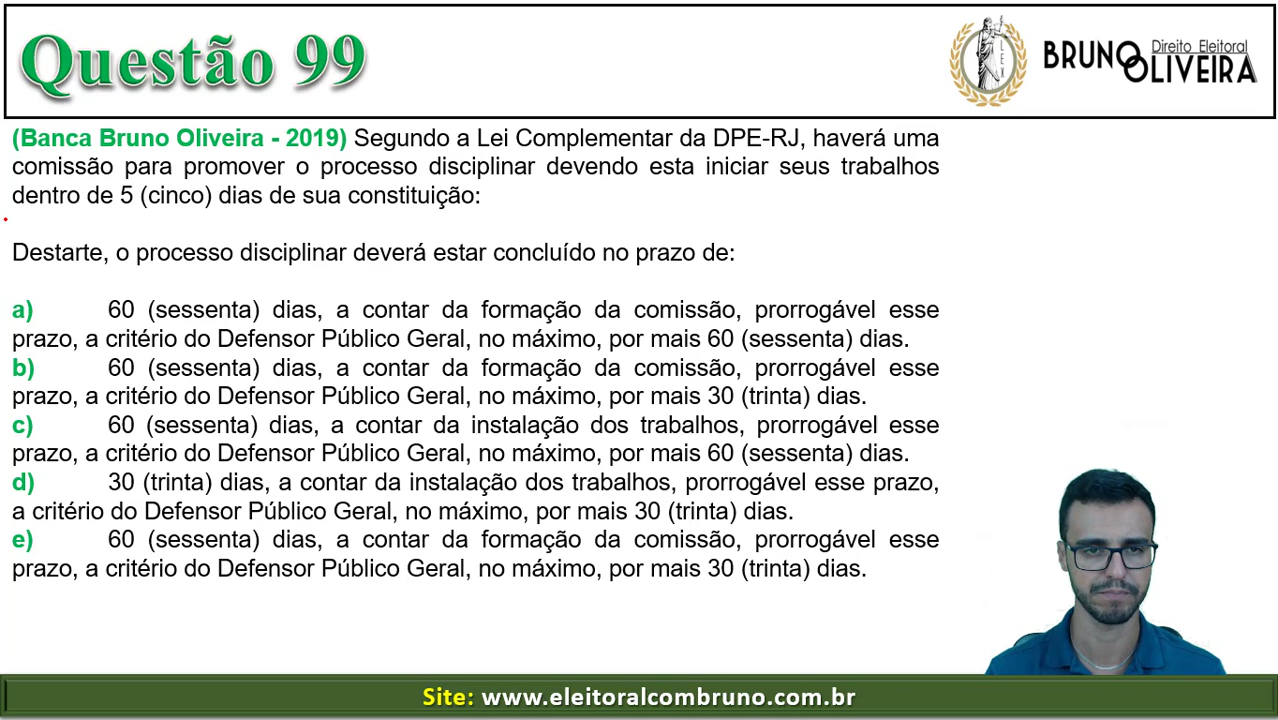 Questão 99
LEX
BRUNO Direito Eleitoral
OLIVEIRA
(Banca Bruno Oliveira - 2019) Segundo a Lei Complementar da DPE-RJ, haverá uma
comissão para promover o processo disciplinar devendo esta iniciar seus trabalhos
dentro de 5 (cinco) dias de sua constituição:
Destarte, o processo disciplinar deverá estar concluído no prazo de:
a) 60 (sessenta) dias, a contar da formação da comissão, prorrogável esse
prazo, a critério do Defensor Público Geral, no máximo, por mais 60 (sessenta) dias.
b) 60 (sessenta) dias, a contar da formação da comissão, prorrogável esse
prazo, a critério do Defensor Público Geral, no máximo, por mais 30 (trinta) dias.
c) 60 (sessenta) dias, a contar da instalação dos trabalhos, prorrogável esse
prazo, a critério do Defensor Público Geral, no máximo, por mais 60 (sessenta) dias.
d) 30 (trinta) dias, a contar da instalação dos trabalhos, prorrogável esse prazo,
a critério do Defensor Público Geral, no máximo, por mais 30 (trinta) dias.
e) 60 (sessenta) dias, a contar da formação da comissão, prorrogável esse
prazo, a critério do Defensor Público Geral, no máximo, por mais 30 (trinta) dias.
Site: www.eleitoralcombruno.com.br